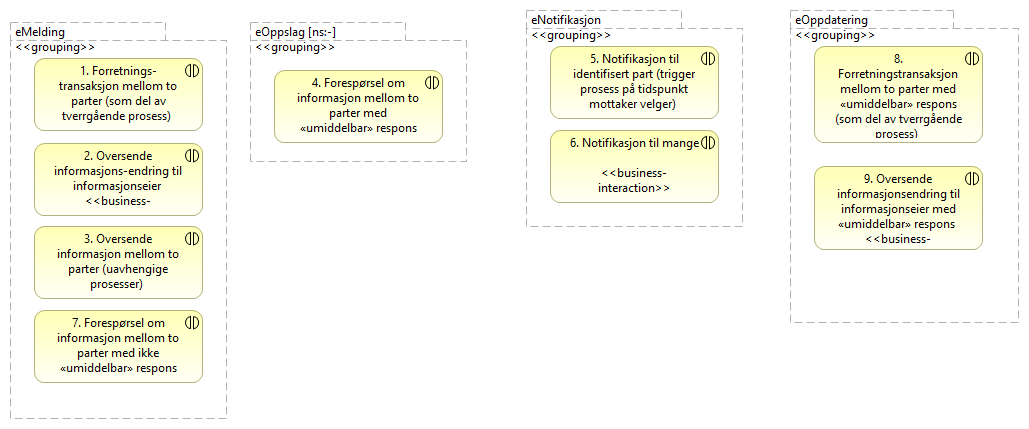 eMelding
<<grouping>>
1. Forretnings-
transaksjon mellom to
parter (som del av
tverrgående prosess)
2. Oversende
informasjons-endring til
informasjonseier
<<business-
3. Oversende
informasjon mellom to
parter (uavhengige
prosesser)
7. Forespørsel om
informasjon mellom to
parter med ikke
«umiddelbar» respons
eOppslag [ns:-]
<<grouping>>
4. Forespørsel om
informasjon mellom to
parter med
«umiddelbar» respons
eNotifikasjon
<<grouping>>
5. Notifikasjon til
identifisert part (trigger
prosess på tidspunkt
mottaker velger)
6. Notifikasjon til mange
<<business-
interaction>>
eOppdatering
<<grouping>>
8.
Forretningstransaksjon
mellom to parter med
«umiddelbar» respons
(som del av tverrgående
prosess)
9. Oversende
informasjonsendring til
informasjonseier med
«umiddelbar» respons
<<business-